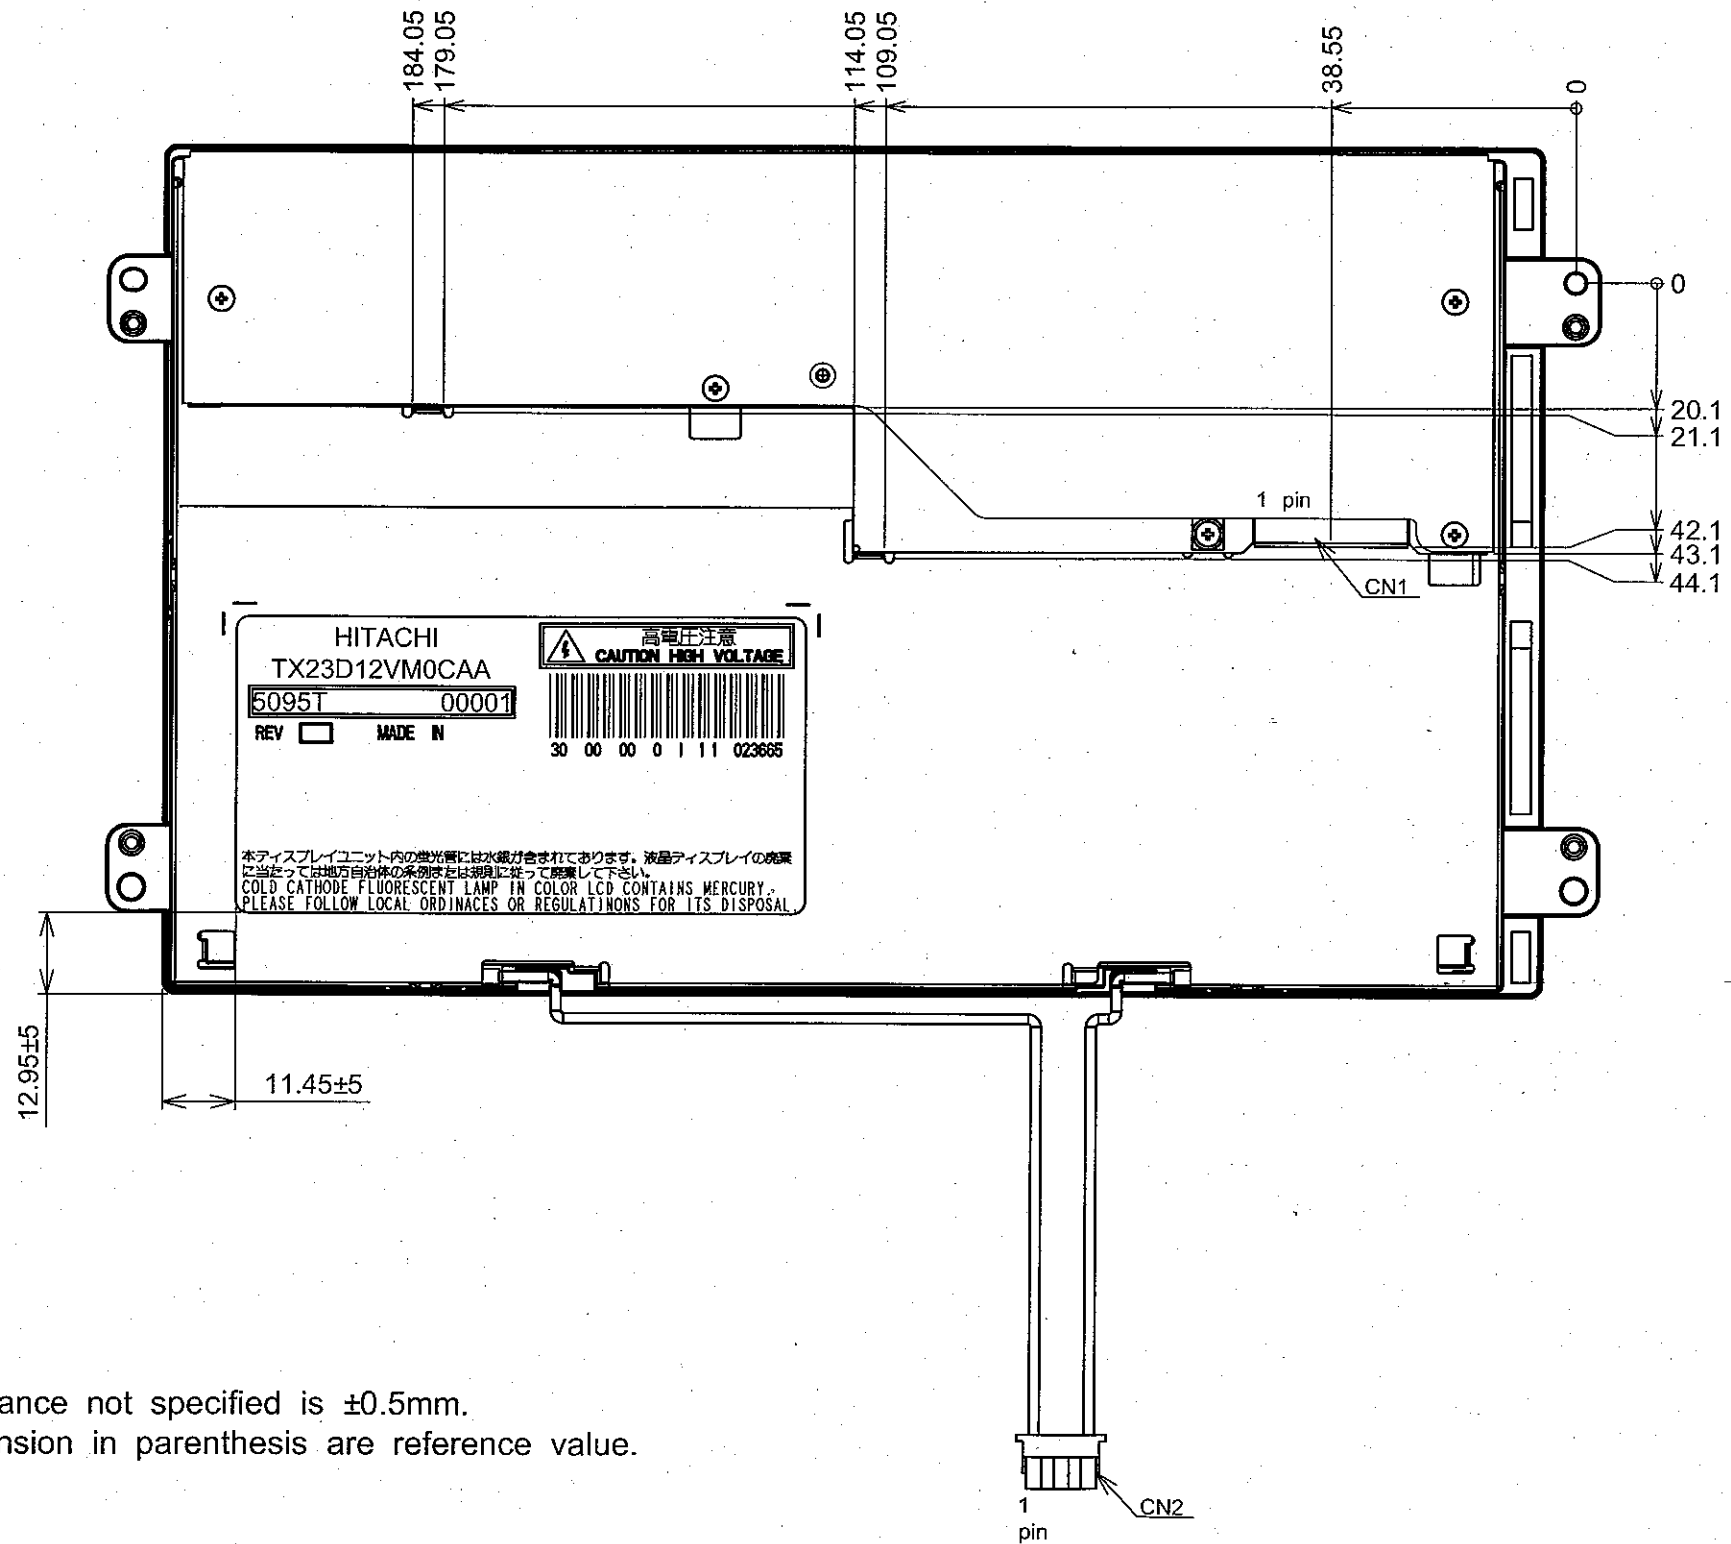 184.05
179.05
114.05
109.05
38.55
0
0
20.1
21.1
1 pin
42.1
43.1
44.1
CN1
HITACHI
TX23D12VM0CAA
高電圧注意
CAUTION HIGH VOLTAGE
5095T 00001
REV MADE IN
30 00 00 0 1 11 023665
本ディスプレイユニット内の蛍光管には水銀が含まれております。液晶ディスプレイの廃棄
に当たっては地方自治体の条例または規則に従って廃棄して下さい。
COLD CATHODE FLUORESCENT LAMP IN COLOR LCD CONTAINS MERCURY,
PLEASE FOLLOW LOCAL ORDINACES OR REGULATINONS FOR ITS DISPOSAL
12.95±5
11.45±5
ance not specified is ±0.5mm.
nsion in parenthesis are reference value.
1
pin
CN2